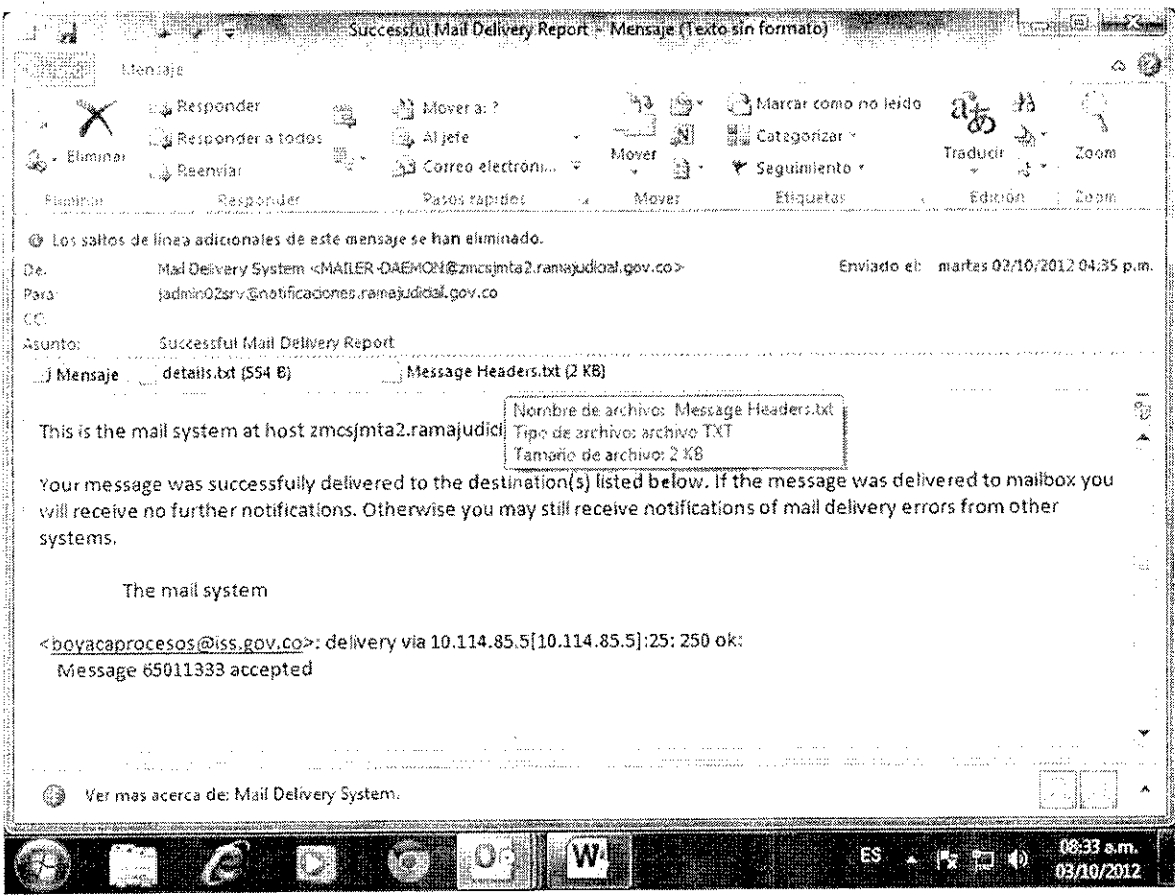 Successful Mail Delivery Report - Mensaje (Texto sin formato)
Mensaje
Eliminar
Responder
Responder a todos
Reenviar
Mover a: ?
Al jefe
Correo electróni...
Mover
Marcar como no leído
Categorizar
Seguimiento
Traducir
Zoom
Eliminar
Responder
Pasos rápidos
Mover
Etiquetas
Edición
Zoom
Los saltos de línea adicionales de este mensaje se han eliminado.
De: Mail Delivery System <MAILER-DAEMON@zmcsjmta2.ramajudicial.gov.co> Enviado el: martes 02/10/2012 04:35 p.m.
Para: jadmin02srv@notificaciones.ramajudicial.gov.co
CC:
Asunto: Successful Mail Delivery Report
Mensaje details.txt (554 B) Message Headers.txt (2 KB)
Nombre de archivo: Message Headers.txt
Tipo de archivo: archivo TXT
Tamaño de archivo: 2 KB
This is the mail system at host zmcsjmta2.ramajudici
Your message was successfully delivered to the destination(s) listed below. If the message was delivered to mailbox you
will receive no further notifications. Otherwise you may still receive notifications of mail delivery errors from other
systems.
The mail system
<boyacaprocesos@iss.gov.co>: delivery via 10.114.85.5[10.114.85.5]:25: 250 ok:
Message 65011333 accepted
Ver mas acerca de: Mail Delivery System.
W
ES
08:33 a.m.
03/10/2012